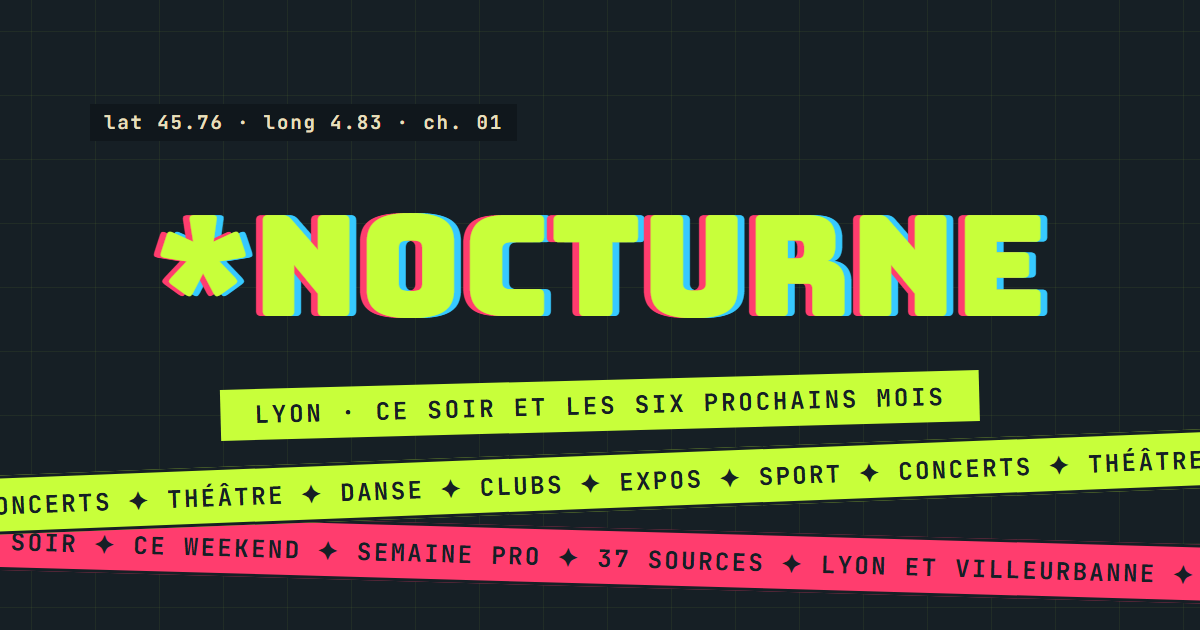 lat 45.76 · long 4.83 · ch. 01
*NOCTURNE
LYON · CE SOIR ET LES SIX PROCHAINS MOIS
ONCERTS ✦ THÉÂTRE ✦ DANSE ✦ CLUBS ✦ EXPOS ✦ SPORT ✦ CONCERTS ✦ THÉÂTRE
SOIR ✦ CE WEEKEND ✦ SEMAINE PRO ✦ 37 SOURCES ✦ LYON ET VILLEURBANNE ✦